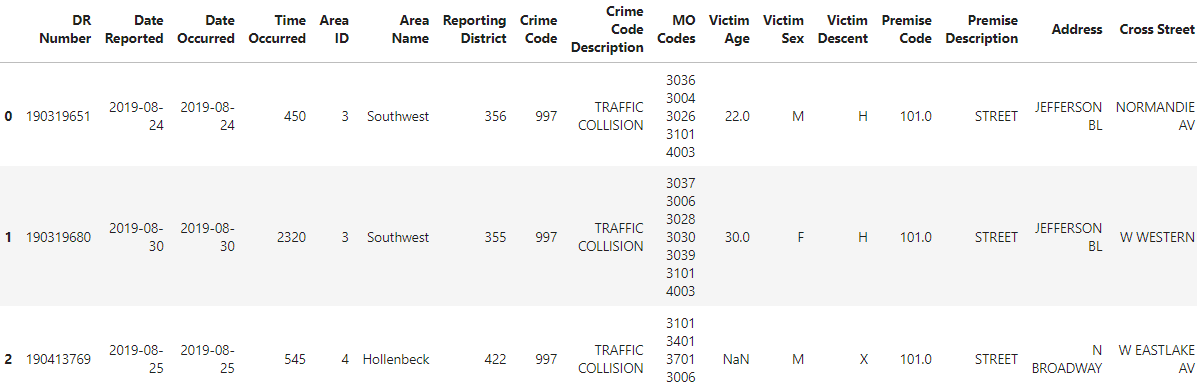 DR Number Date Reported Date Occurred Time Occurred Area ID Area Name Reporting District Crime Code Crime Code Description MO Codes Victim Age Victim Sex Victim Descent Premise Code Premise Description Address Cross Street
0 190319651 2019-08-24 2019-08-24 450 3 Southwest 356 997 TRAFFIC COLLISION 3036 3004 3026 3101 4003 22.0 M H 101.0 STREET JEFFERSON BL NORMANDIE AV
1 190319680 2019-08-30 2019-08-30 2320 3 Southwest 355 997 TRAFFIC COLLISION 3037 3006 3028 3030 3039 3101 4003 30.0 F H 101.0 STREET JEFFERSON BL W WESTERN
2 190413769 2019-08-25 2019-08-25 545 4 Hollenbeck 422 997 TRAFFIC COLLISION 3101 3401 3701 3006 NaN M X 101.0 STREET N BROADWAY W EASTLAKE AV